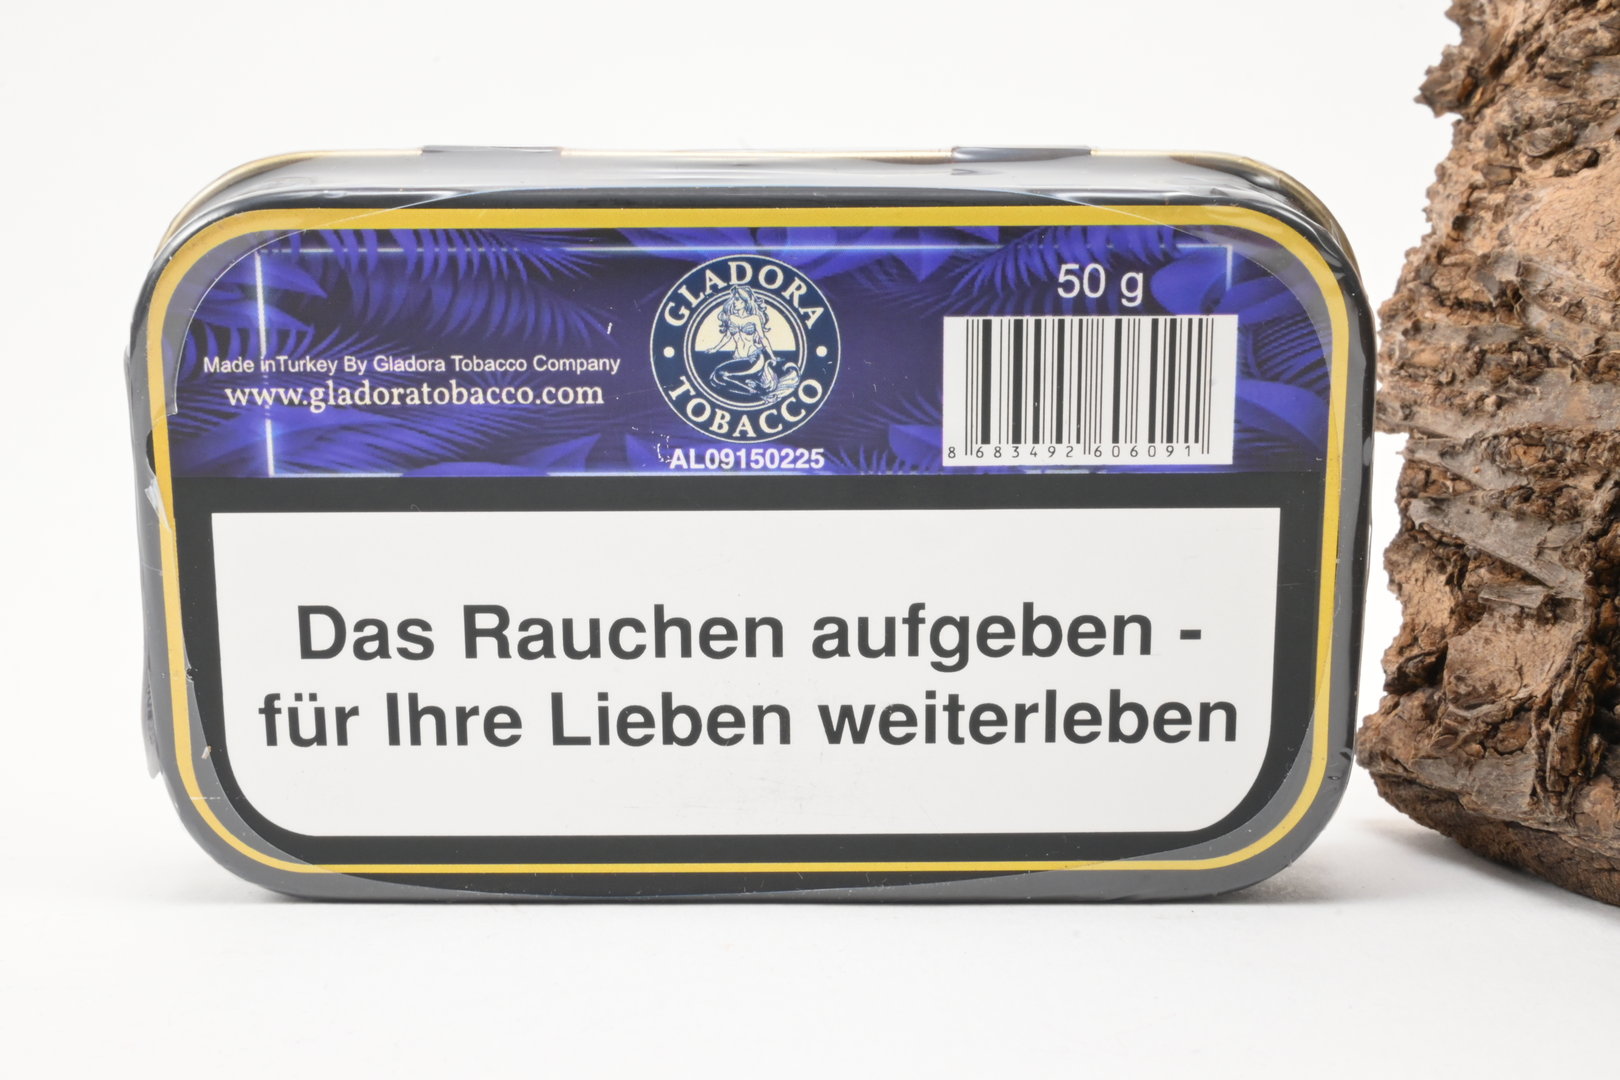 50 g
GLADORA
TOBACCO
Made inTurkey By Gladora Tobacco Company
www.gladoratobacco.com
AL09150225
8 683492 606091
Das Rauchen aufgeben -
für Ihre Lieben weiterleben